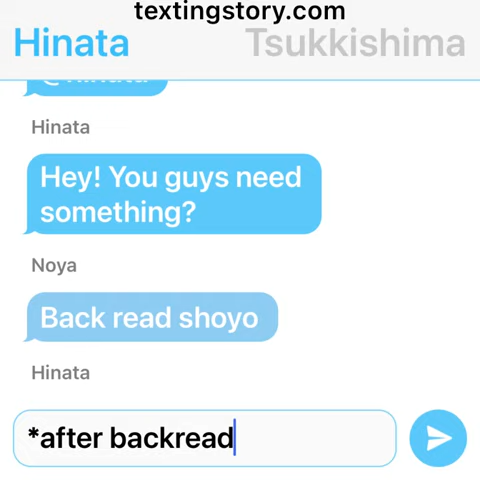 textingstory.com
Hinata Tsukkishima
Hinata
Hey! You guys need
something?
Noya
Back read shoyo
Hinata
*after backread